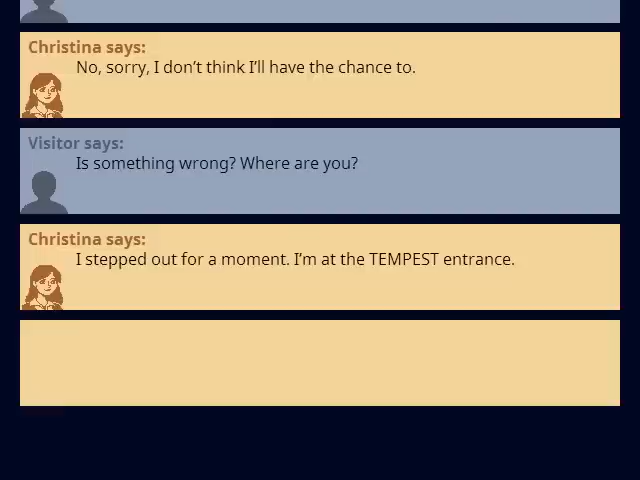 Christina says:
No, sorry, I don’t think I’ll have the chance to.
Visitor says:
Is something wrong? Where are you?
Christina says:
I stepped out for a moment. I’m at the TEMPEST entrance.